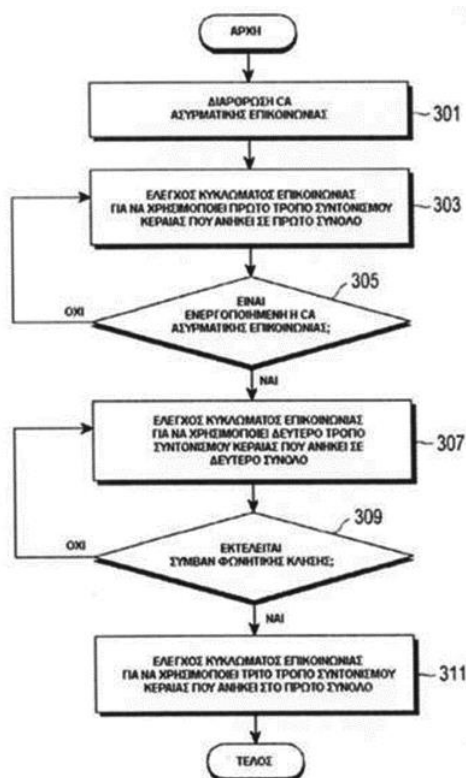 ΑΡΧΗ
ΔΙΑΡΘΡΩΣΗ CA
ΑΣΥΡΜΑΤΙΚΗΣ ΕΠΙΚΟΙΝΩΝΙΑΣ
301
ΕΛΕΓΧΟΣ ΚΥΚΛΩΜΑΤΟΣ ΕΠΙΚΟΙΝΩΝΙΑΣ
ΓΙΑ ΝΑ ΧΡΗΣΙΜΟΠΟΙΕΙ ΠΡΩΤΟ ΤΡΟΠΟ ΣΥΝΤΟΝΙΣΜΟΥ
ΚΕΡΑΙΑΣ ΠΟΥ ΑΝΗΚΕΙ ΣΕ ΠΡΩΤΟ ΣΥΝΟΛΟ
303
305
ΕΙΝΑΙ
ΕΝΕΡΓΟΠΟΙΗΜΕΝΗ Η CA
ΑΣΥΡΜΑΤΙΚΗΣ ΕΠΙΚΟΙΝΩΝΙΑΣ;
ΟΧΙ
ΝΑΙ
ΕΛΕΓΧΟΣ ΚΥΚΛΩΜΑΤΟΣ ΕΠΙΚΟΙΝΩΝΙΑΣ
ΓΙΑ ΝΑ ΧΡΗΣΙΜΟΠΟΙΕΙ ΔΕΥΤΕΡΟ ΤΡΟΠΟ
ΣΥΝΤΟΝΙΣΜΟΥ ΚΕΡΑΙΑΣ ΠΟΥ ΑΝΗΚΕΙ ΣΕ
ΔΕΥΤΕΡΟ ΣΥΝΟΛΟ
307
309
ΕΚΤΕΛΕΙΤΑΙ
ΣΥΜΒΑΝ ΦΩΝΗΤΙΚΗΣ ΚΛΗΣΗΣ;
ΟΧΙ
ΝΑΙ
ΕΛΕΓΧΟΣ ΚΥΚΛΩΜΑΤΟΣ ΕΠΙΚΟΙΝΩΝΙΑΣ
ΓΙΑ ΝΑ ΧΡΗΣΙΜΟΠΟΙΕΙ ΤΡΙΤΟ ΤΡΟΠΟ ΣΥΝΤΟΝΙΣΜΟΥ
ΚΕΡΑΙΑΣ ΠΟΥ ΑΝΗΚΕΙ ΣΤΟ ΠΡΩΤΟ ΣΥΝΟΛΟ
311
ΤΕΛΟΣ